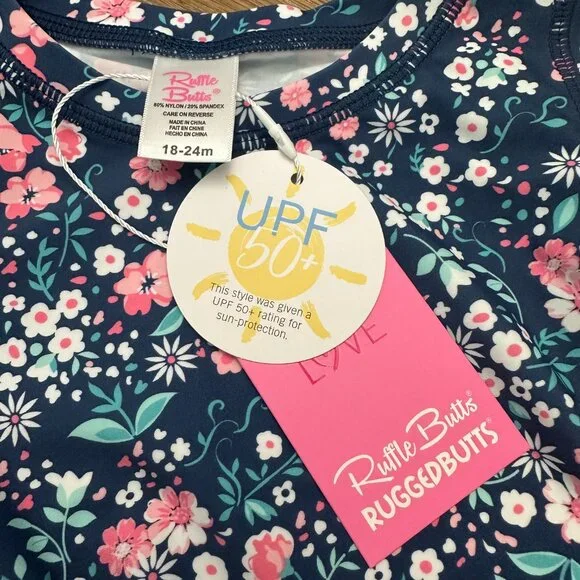 Ruffle
Butts®
80% NYLON / 20% SPANDEX
CARE ON REVERSE
MADE IN CHINA
FAIT EN CHINE
HECHO EN CHINA
18-24m
UPF
50+
This style was given a
UPF 50+ rating for
sun-protection.
LOVE
Ruffle Butts®
RUGGEDBUTTS®